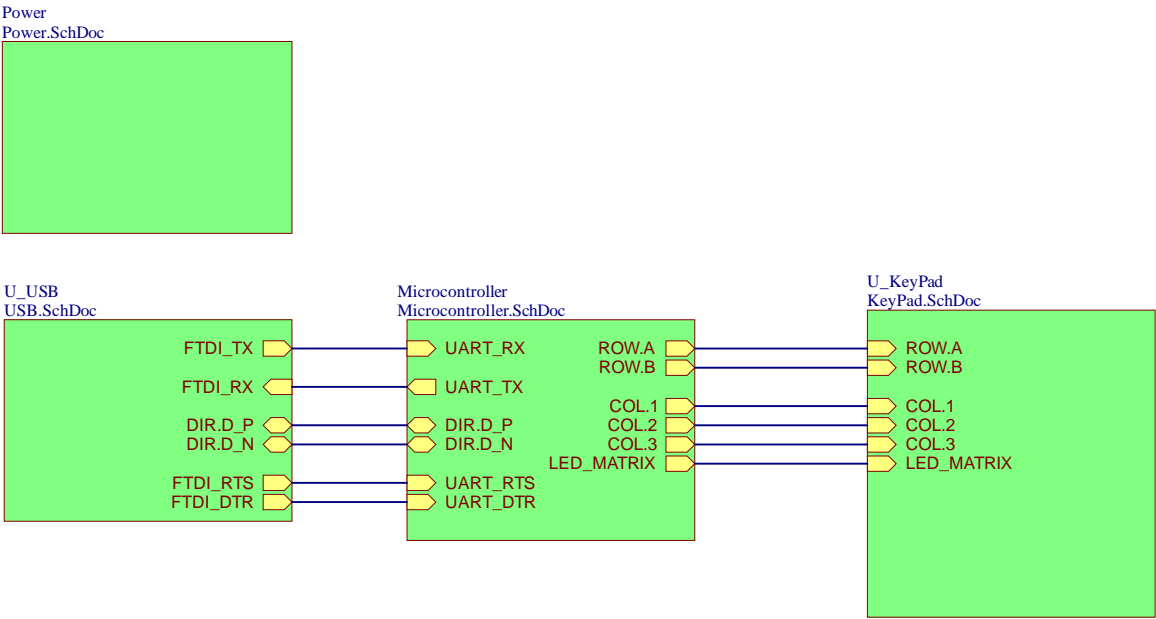 Power
Power.SchDoc
U_USB
USB.SchDoc
FTDI_TX
FTDI_RX
DIR.D_P
DIR.D_N
FTDI_RTS
FTDI_DTR
Microcontroller
Microcontroller.SchDoc
UART_RX
UART_TX
DIR.D_P
DIR.D_N
UART_RTS
UART_DTR
ROW.A
ROW.B
COL.1
COL.2
COL.3
LED_MATRIX
U_KeyPad
KeyPad.SchDoc
ROW.A
ROW.B
COL.1
COL.2
COL.3
LED_MATRIX